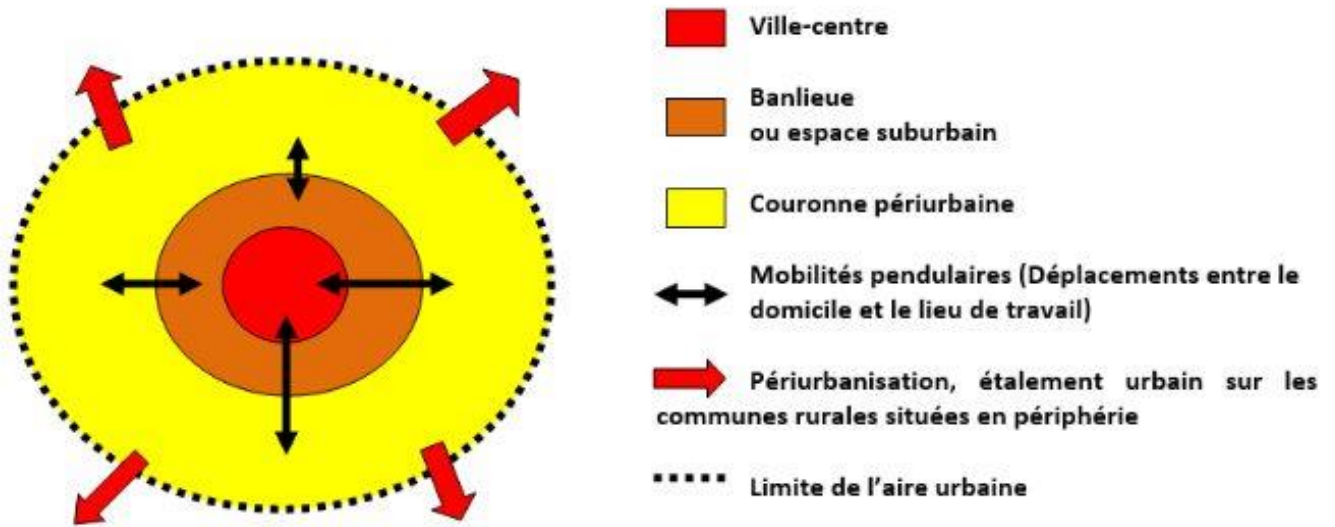 Ville-centre
Banlieue
ou espace suburbain
Couronne périurbaine
Mobilités pendulaires (Déplacements entre le
domicile et le lieu de travail)
Périurbanisation, étalement urbain sur les
communes rurales situées en périphérie
Limite de l'aire urbaine